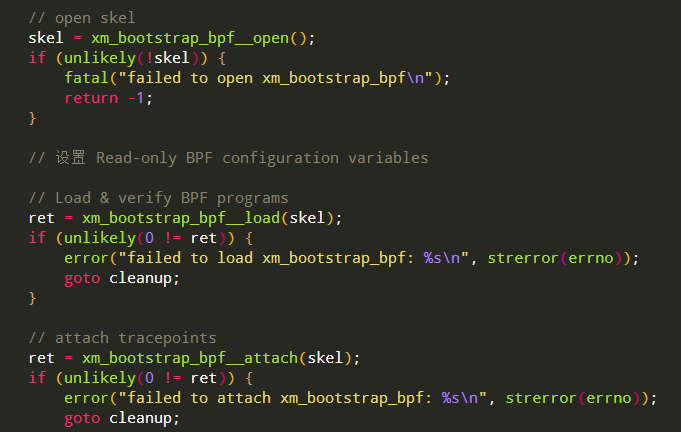 // open skel
skel = xm_bootstrap_bpf__open();
if (unlikely(!skel)) {
fatal("failed to open xm_bootstrap_bpf\n");
return -1;
}
// 设置 Read-only BPF configuration variables
// Load & verify BPF programs
ret = xm_bootstrap_bpf__load(skel);
if (unlikely(0 != ret)) {
error("failed to load xm_bootstrap_bpf: %s\n", strerror(errno));
goto cleanup;
}
// attach tracepoints
ret = xm_bootstrap_bpf__attach(skel);
if (unlikely(0 != ret)) {
error("failed to attach xm_bootstrap_bpf: %s\n", strerror(errno));
goto cleanup;